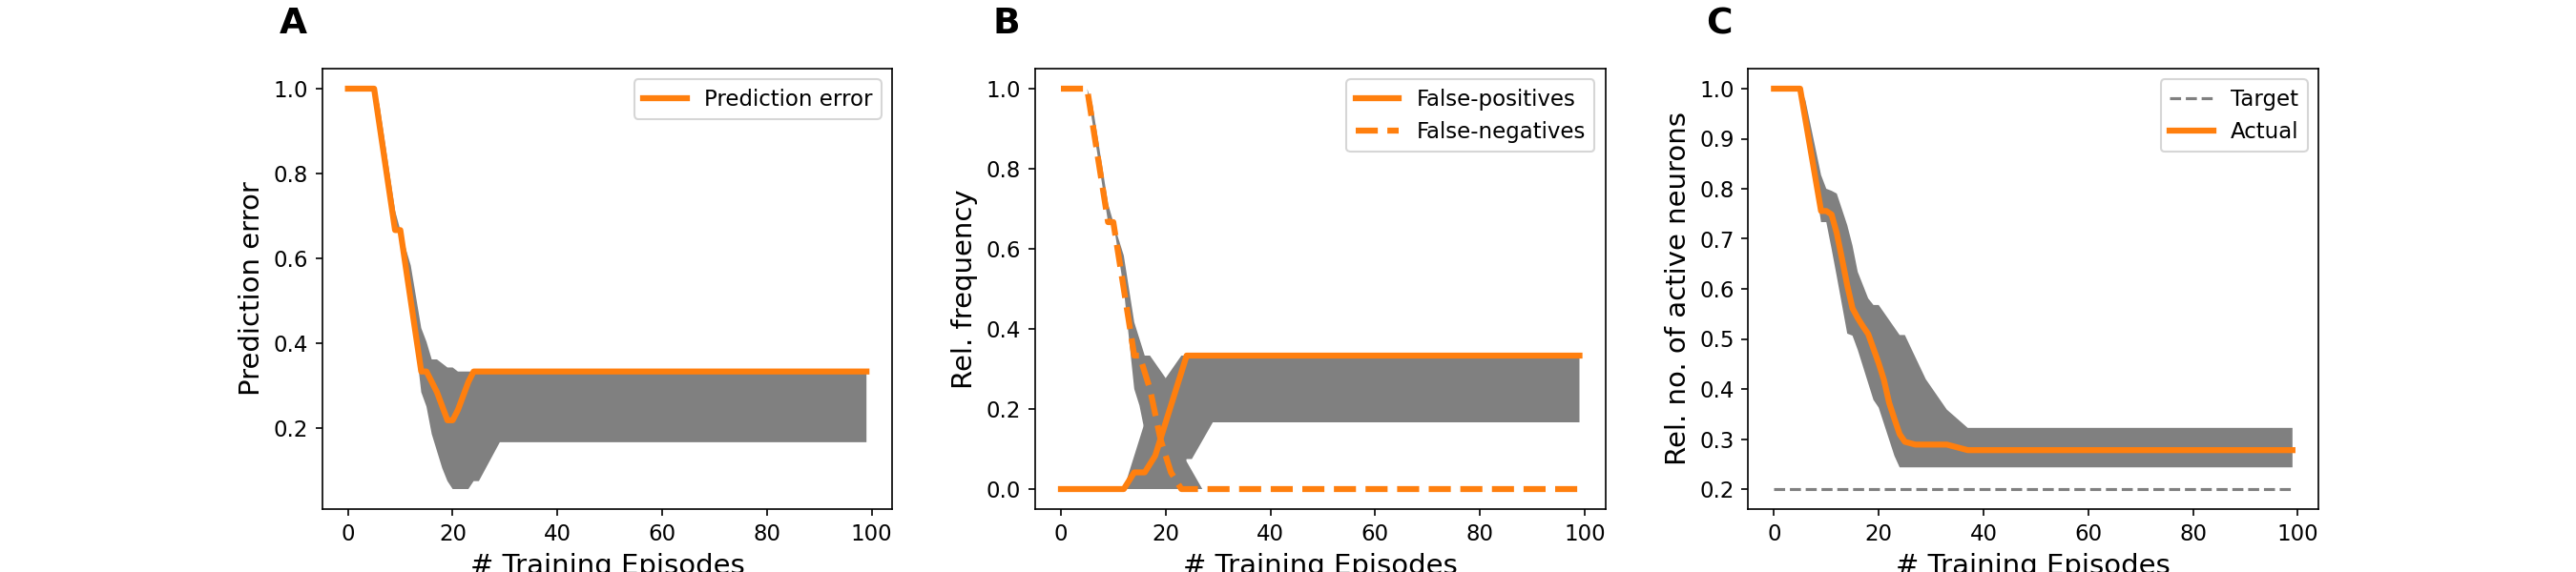 A
B
C
Prediction error
1.0
0.8
0.6
0.4
0.2
Prediction error
0
20
40
60
80
100
# Training Episodes
Rel. frequency
1.0
0.8
0.6
0.4
0.2
0.0
False-positives
False-negatives
0
20
40
60
80
100
# Training Episodes
Rel. no. of active neurons
1.0
0.9
0.8
0.7
0.6
0.5
0.4
0.3
0.2
Target
Actual
0
20
40
60
80
100
# Training Episodes